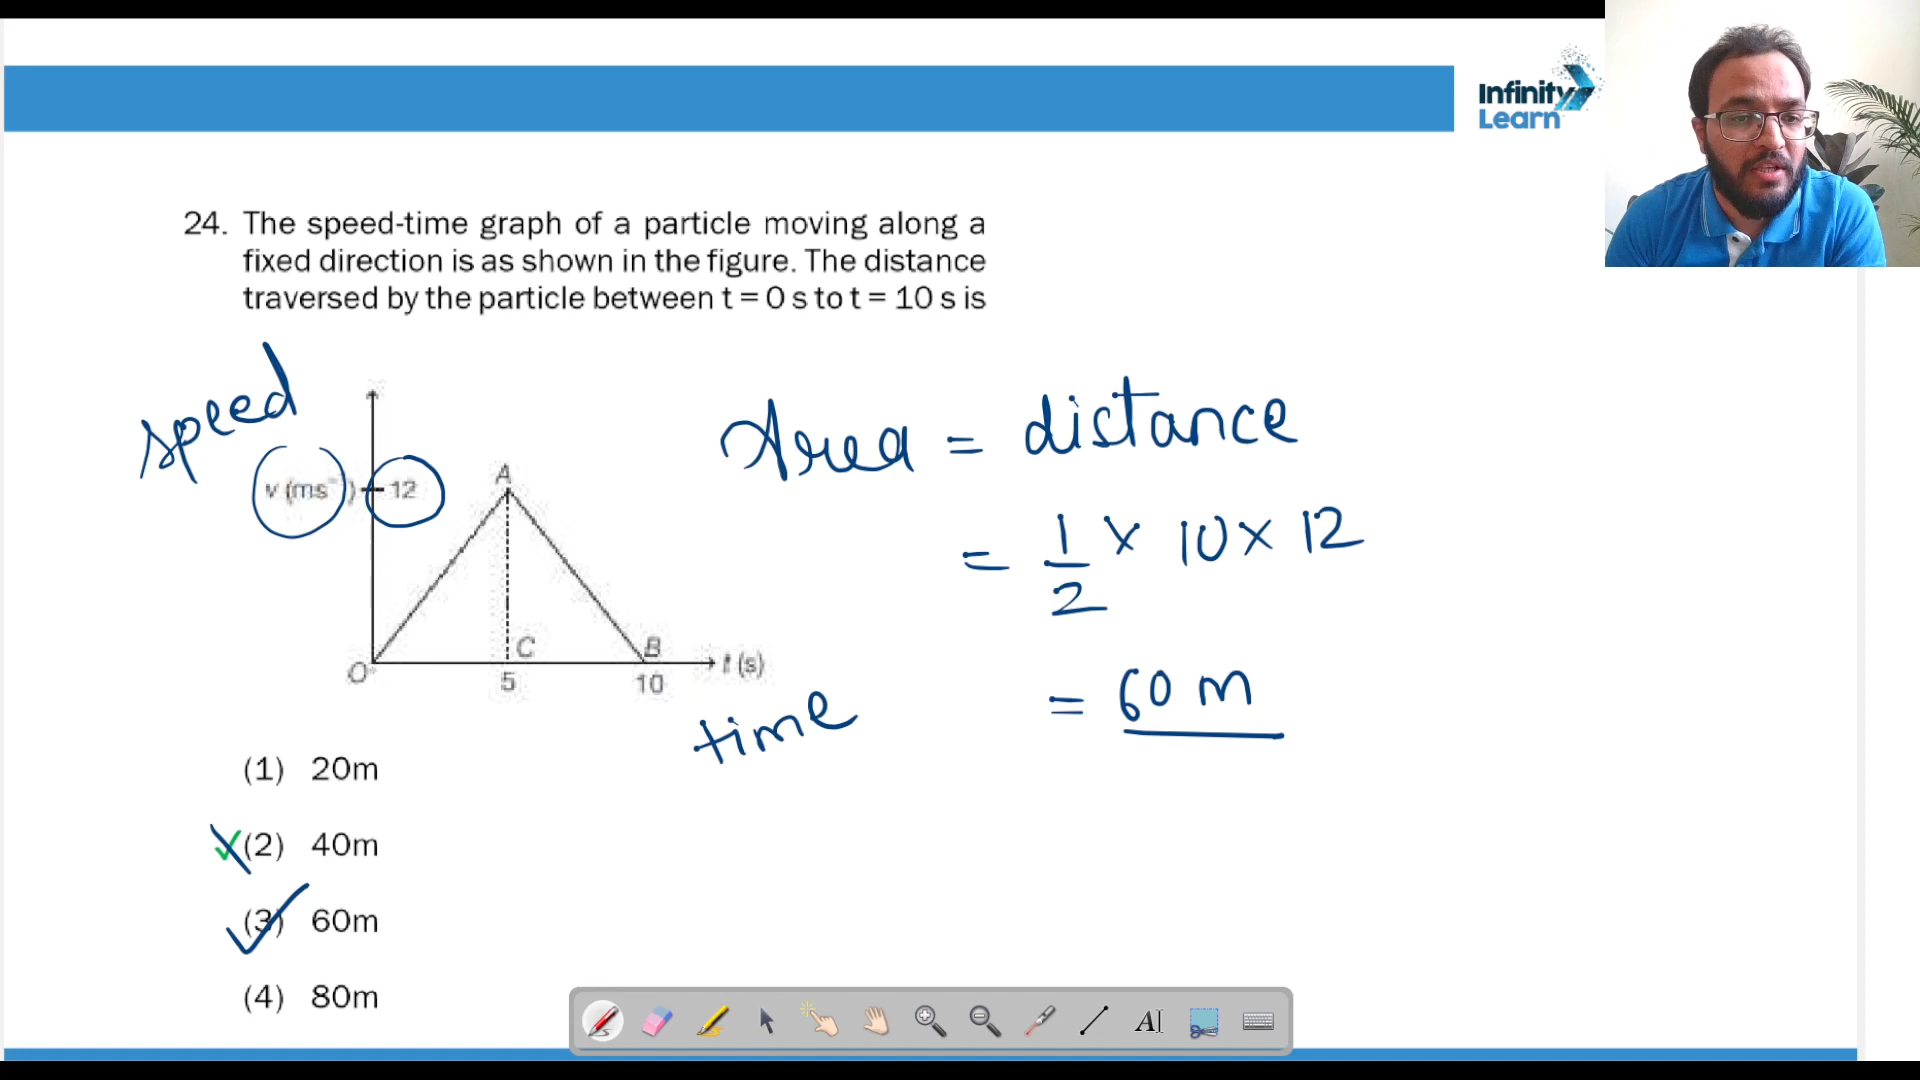 Infinity
Learn
24. The speed-time graph of a particle moving along a
fixed direction is as shown in the figure. The distance
traversed by the particle between t = 0 s to t = 10 s is
speed
v (ms⁻¹) 12
A
C
B
O
5
10
t (s)
time
Area = distance
= 1/2 × 10 × 12
= 60 m
(1) 20m
(2) 40m
(3) 60m
(4) 80m
AI